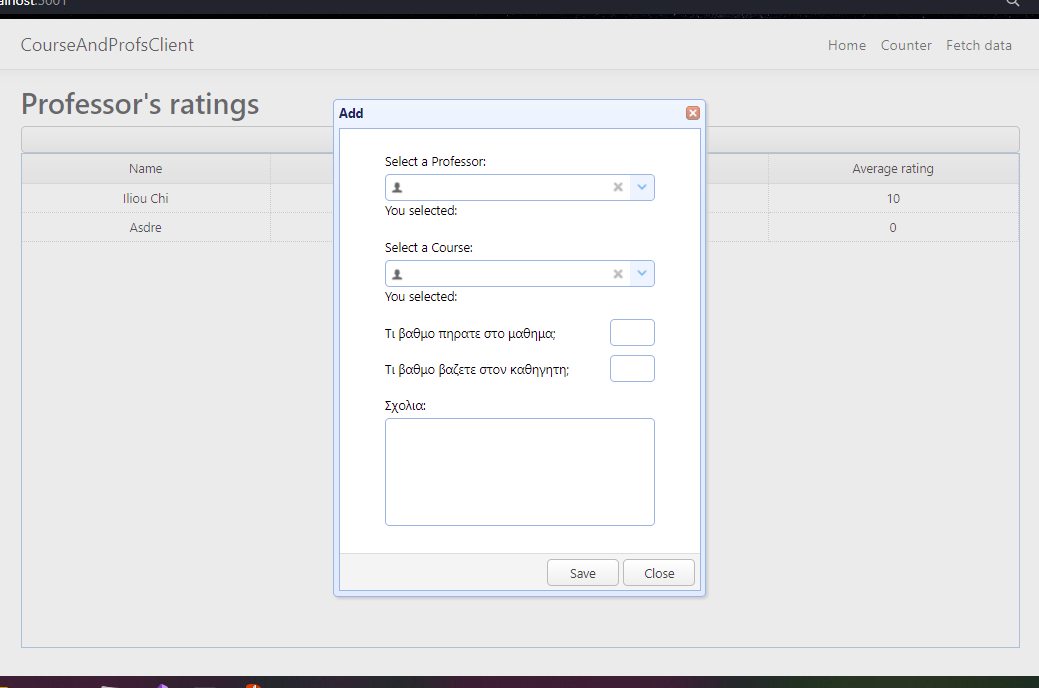 alhost:5001
CourseAndProfsClient Home Counter Fetch data
Professor's ratings
Add
Name Average rating
Iliou Chi 10
Asdre 0
Select a Professor:
You selected:
Select a Course:
You selected:
Τι βαθμο πηρατε στο μαθημα;
Τι βαθμο βαζετε στον καθηγητη;
Σχολια:
Save Close